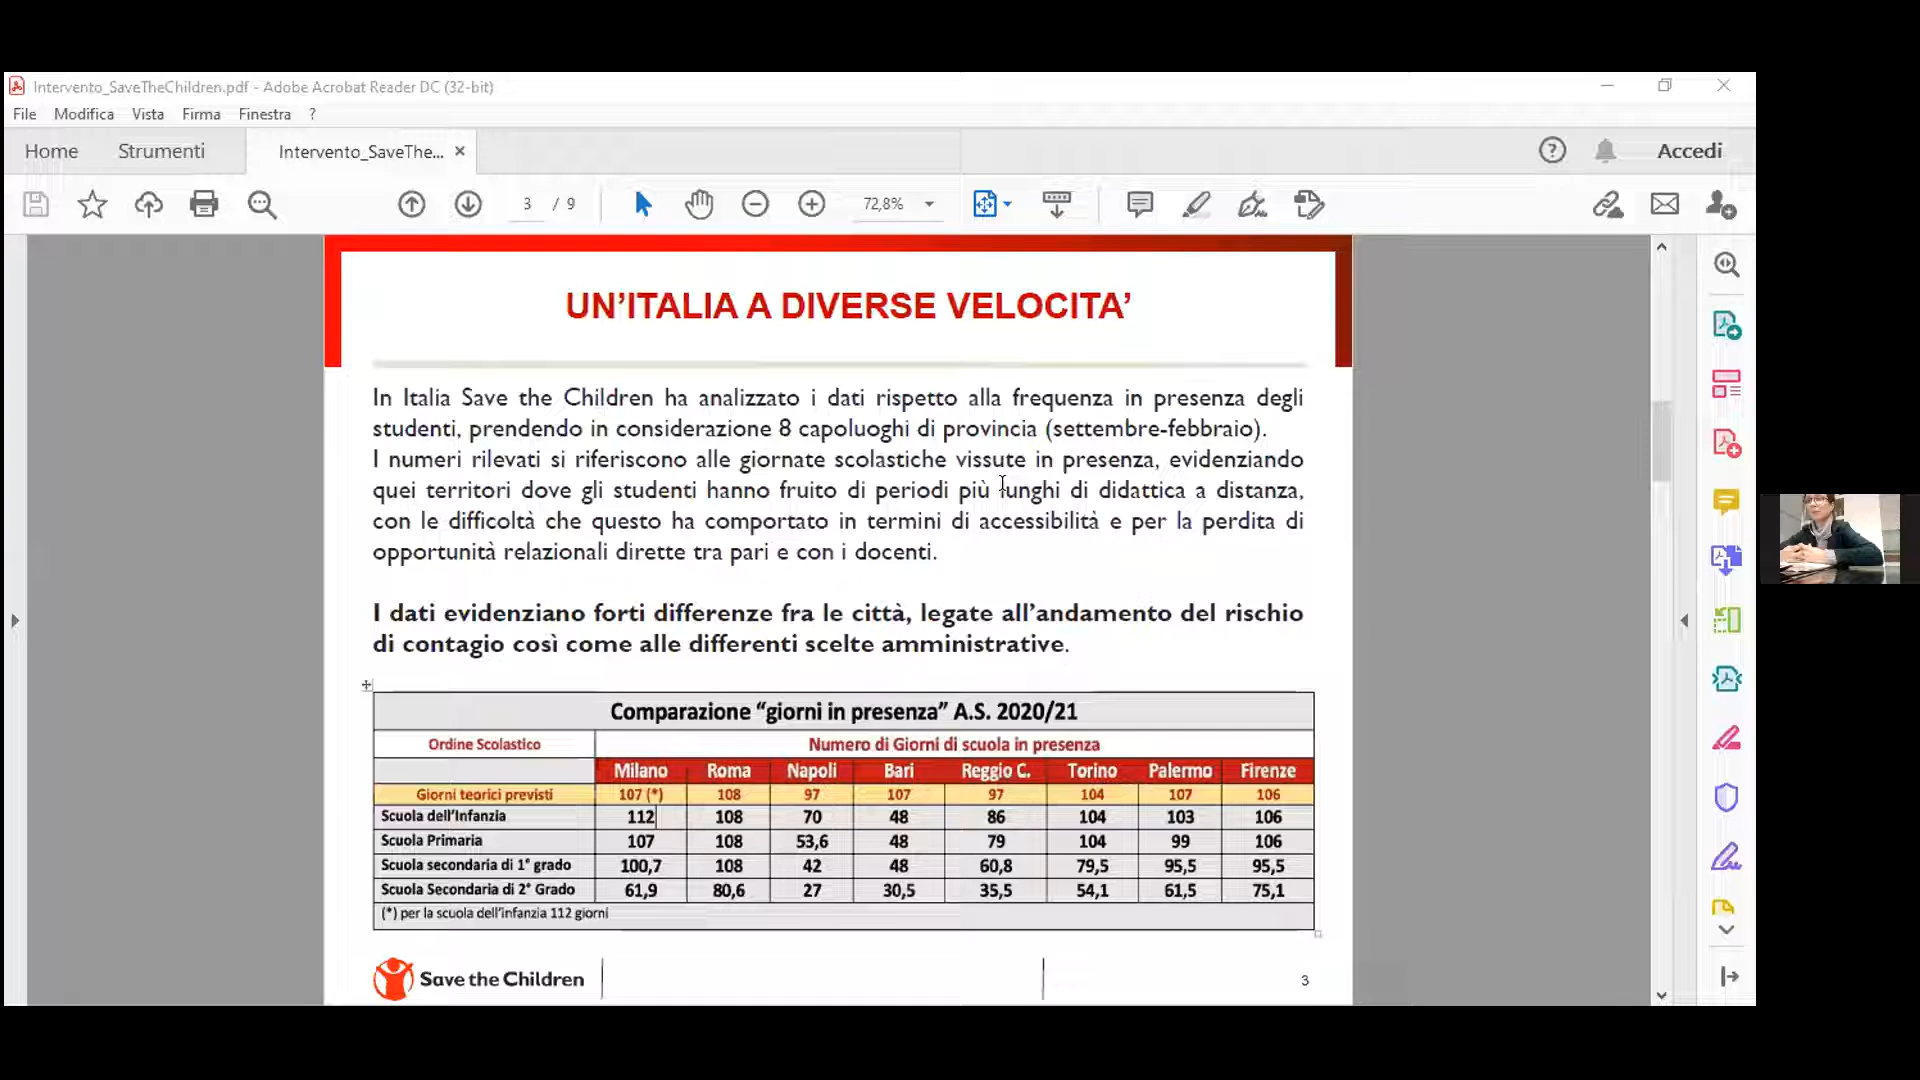 Intervento_SaveTheChildren.pdf - Adobe Acrobat Reader DC (32-bit)
File Modifica Vista Firma Finestra ?
Home Strumenti Intervento_SaveThe... Accedi
3 / 9 72,8%
UN’ITALIA A DIVERSE VELOCITA’
In Italia Save the Children ha analizzato i dati rispetto alla frequenza in presenza degli
studenti, prendendo in considerazione 8 capoluoghi di provincia (settembre-febbraio).
I numeri rilevati si riferiscono alle giornate scolastiche vissute in presenza, evidenziando
quei territori dove gli studenti hanno fruito di periodi più lunghi di didattica a distanza,
con le difficoltà che questo ha comportato in termini di accessibilità e per la perdita di
opportunità relazionali dirette tra pari e con i docenti.
I dati evidenziano forti differenze fra le città, legate all’andamento del rischio
di contagio così come alle differenti scelte amministrative.
Comparazione “giorni in presenza” A.S. 2020/21
Ordine Scolastico Numero di Giorni di scuola in presenza
Milano Roma Napoli Bari Reggio C. Torino Palermo Firenze
Giorni teorici previsti 107 (*) 108 97 107 97 104 107 106
Scuola dell’Infanzia 112 108 70 48 86 104 103 106
Scuola Primaria 107 108 53,6 48 79 104 99 106
Scuola secondaria di 1° grado 100,7 108 42 48 60,8 79,5 95,5 95,5
Scuola Secondaria di 2° Grado 61,9 80,6 27 30,5 35,5 54,1 61,5 75,1
(*) per la scuola dell’infanzia 112 giorni
Save the Children 3